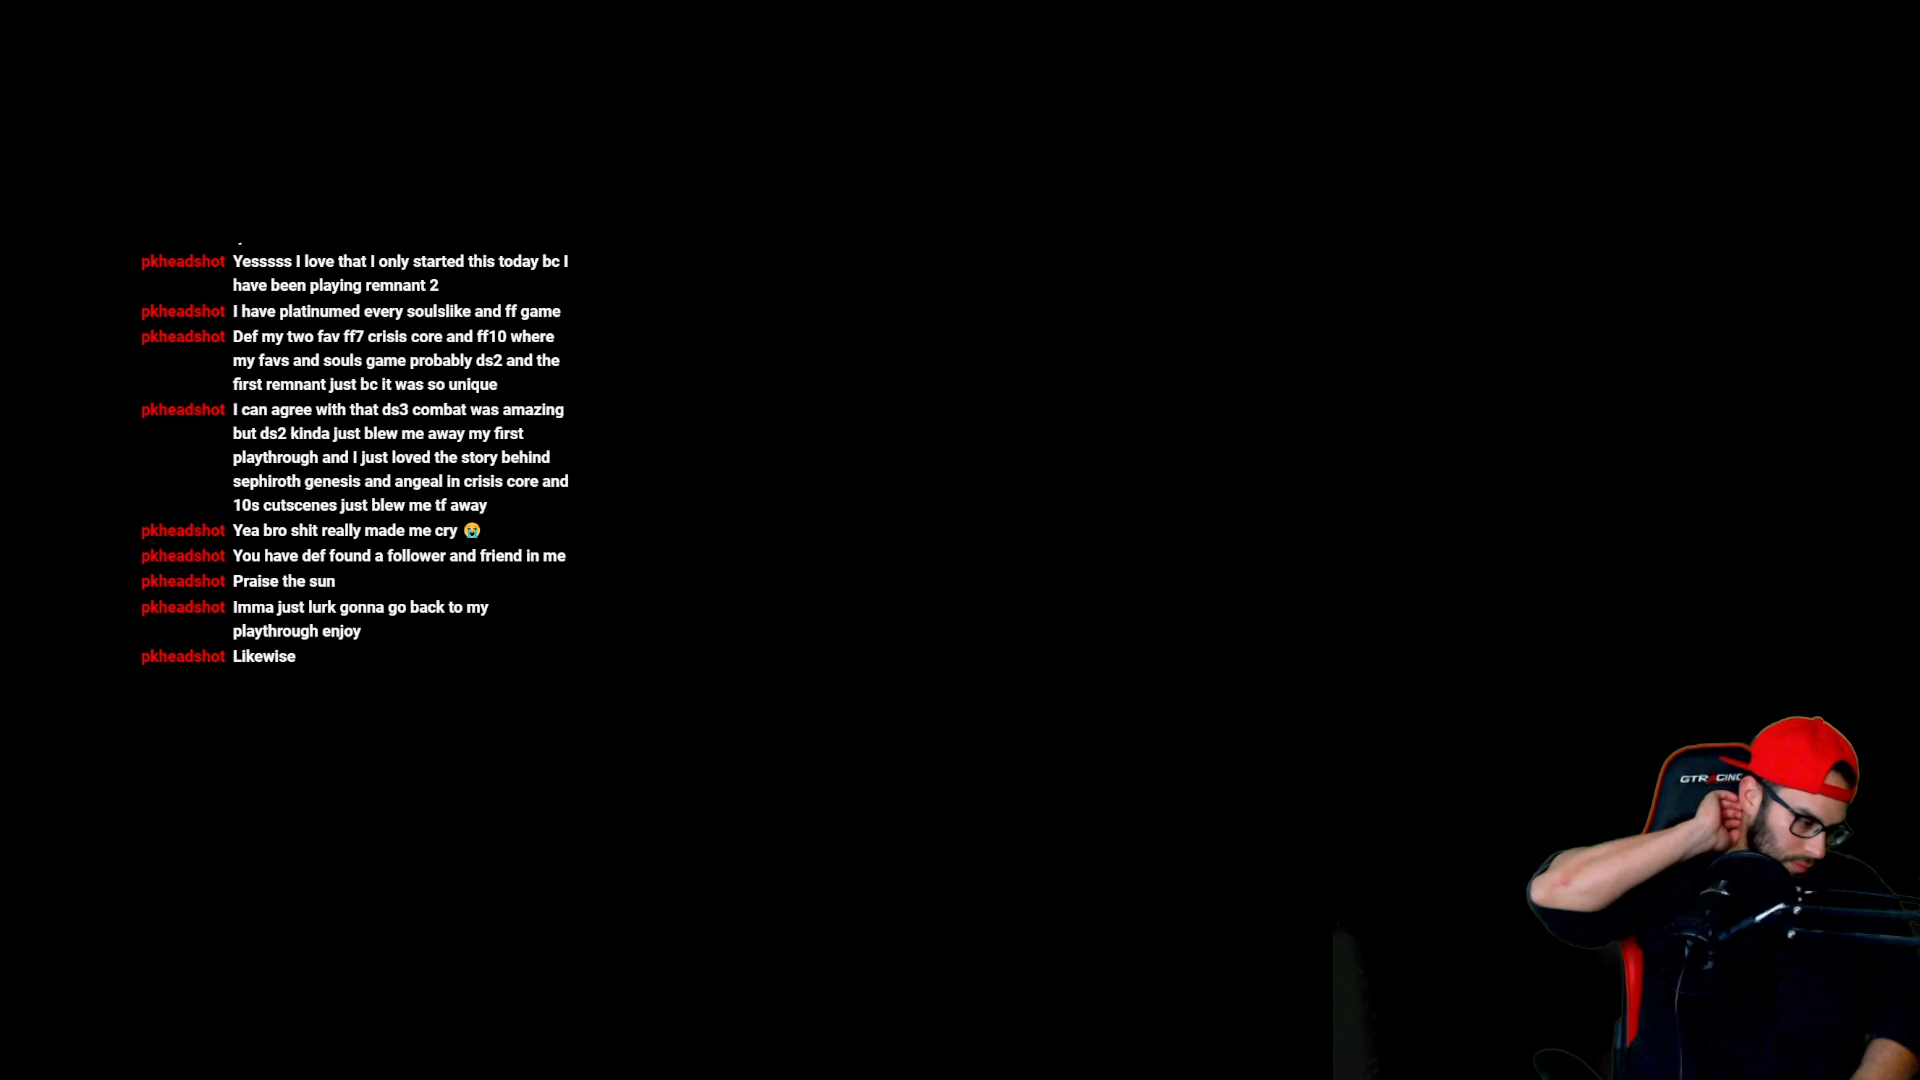 pkheadshot Yesssss I love that I only started this today bc I
have been playing remnant 2
pkheadshot I have platinumed every soulslike and ff game
pkheadshot Def my two fav ff7 crisis core and ff10 where
my favs and souls game probably ds2 and the
first remnant just bc it was so unique
pkheadshot I can agree with that ds3 combat was amazing
but ds2 kinda just blew me away my first
playthrough and I just loved the story behind
sephiroth genesis and angeal in crisis core and
10s cutscenes just blew me tf away
pkheadshot Yea bro shit really made me cry 😭
pkheadshot You have def found a follower and friend in me
pkheadshot Praise the sun
pkheadshot Imma just lurk gonna go back to my
playthrough enjoy
pkheadshot Likewise
GTRACING